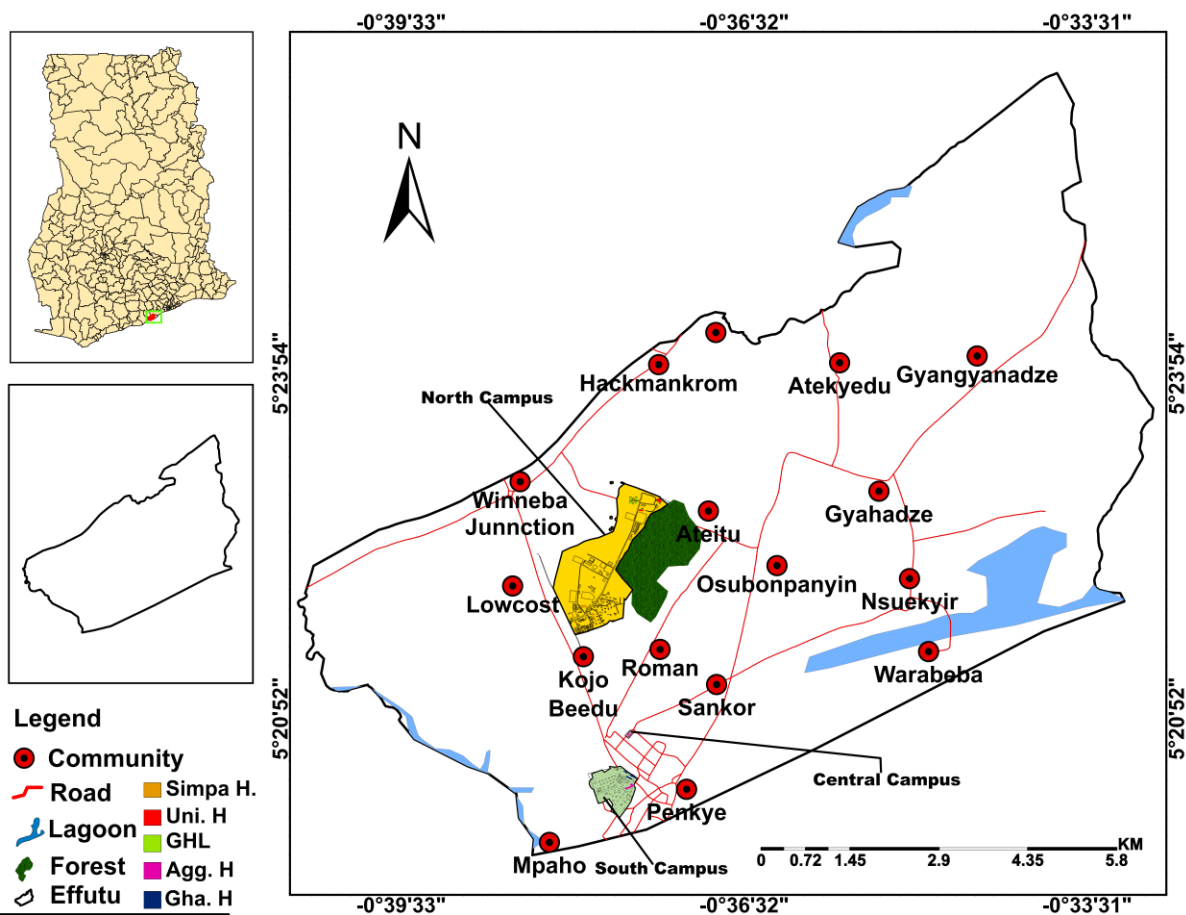 -0°39'33"
-0°36'32"
-0°33'31"
N
5°23'54"
5°23'54"
Hackmankrom
Atekyedu
Gyangyanadze
North Campus
Winneba
Junnction
Ateitu
Gyahadze
Lowcost
Osubonpanyin
Nsuekyir
Kojo
Beedu
Roman
Sankor
Warabeba
5°20'52"
5°20'52"
Central Campus
Penkye
Mpaho
South Campus
KM
0
0.72
1.45
2.9
4.35
5.8
-0°39'33"
-0°36'32"
-0°33'31"
Legend
Community
Road
Lagoon
Forest
Effutu
Simpa H.
Uni. H
GHL
Agg. H
Gha. H